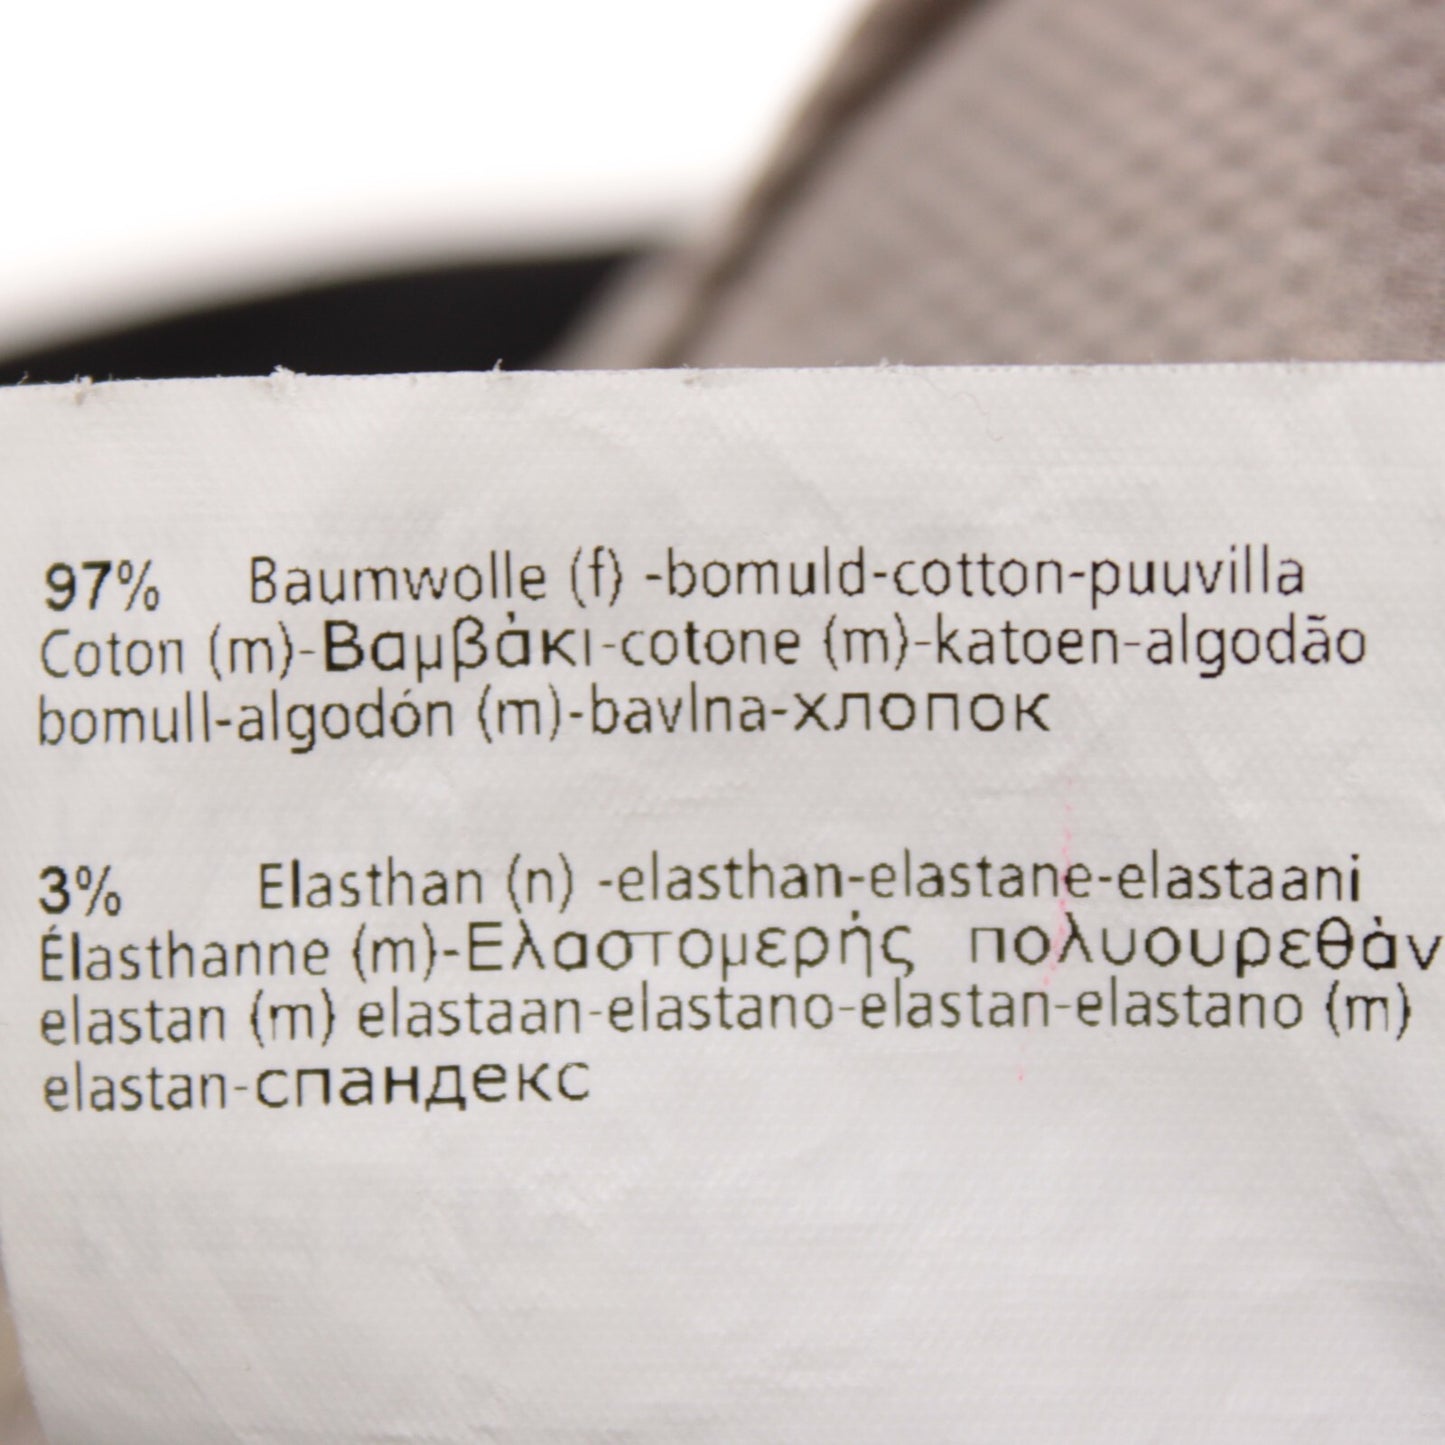 97% Baumwolle (f) -bomuld-cotton-puuvilla
Coton (m)-Βαμβάκι-cotone (m)-katoen-algodão
bomull-algodón (m)-bavlna-хлопок
3% Elasthan (n) -elasthan-elastane-elastaani
Élasthanne (m)-Ελαστομερής πολυουρεθάν
elastan (m) elastaan-elastano-elastan-elastano (m)
elastan-спандекс